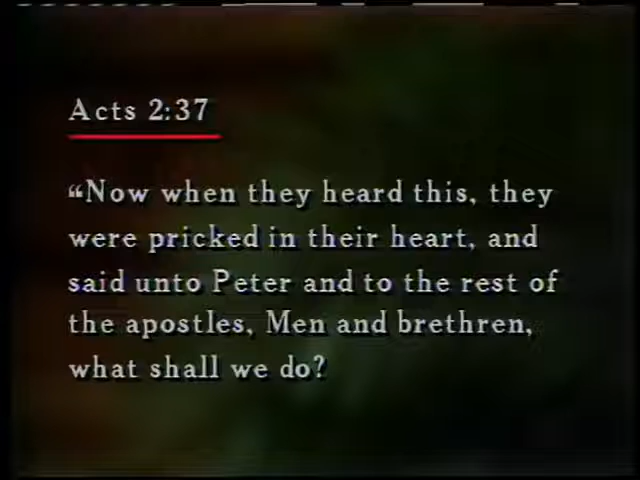 Acts 2:37
“Now when they heard this, they
were pricked in their heart, and
said unto Peter and to the rest of
the apostles, Men and brethren,
what shall we do?